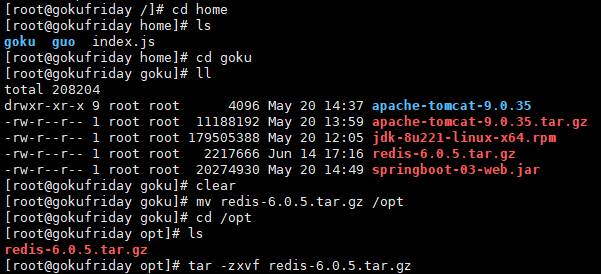 [root@gokufriday /]# cd home
[root@gokufriday home]# ls
goku  guo  index.js
[root@gokufriday home]# cd goku
[root@gokufriday goku]# ll
total 208204
drwxr-xr-x 9 root root      4096 May 20 14:37 apache-tomcat-9.0.35
-rw-r--r-- 1 root root  11188192 May 20 13:59 apache-tomcat-9.0.35.tar.gz
-rw-r--r-- 1 root root 179505388 May 20 12:05 jdk-8u221-linux-x64.rpm
-rw-r--r-- 1 root root   2217666 Jun 14 17:16 redis-6.0.5.tar.gz
-rw-r--r-- 1 root root  20274930 May 20 14:49 springboot-03-web.jar
[root@gokufriday goku]# clear
[root@gokufriday goku]# mv redis-6.0.5.tar.gz /opt
[root@gokufriday goku]# cd /opt
[root@gokufriday opt]# ls
redis-6.0.5.tar.gz
[root@gokufriday opt]# tar -zxvf redis-6.0.5.tar.gz